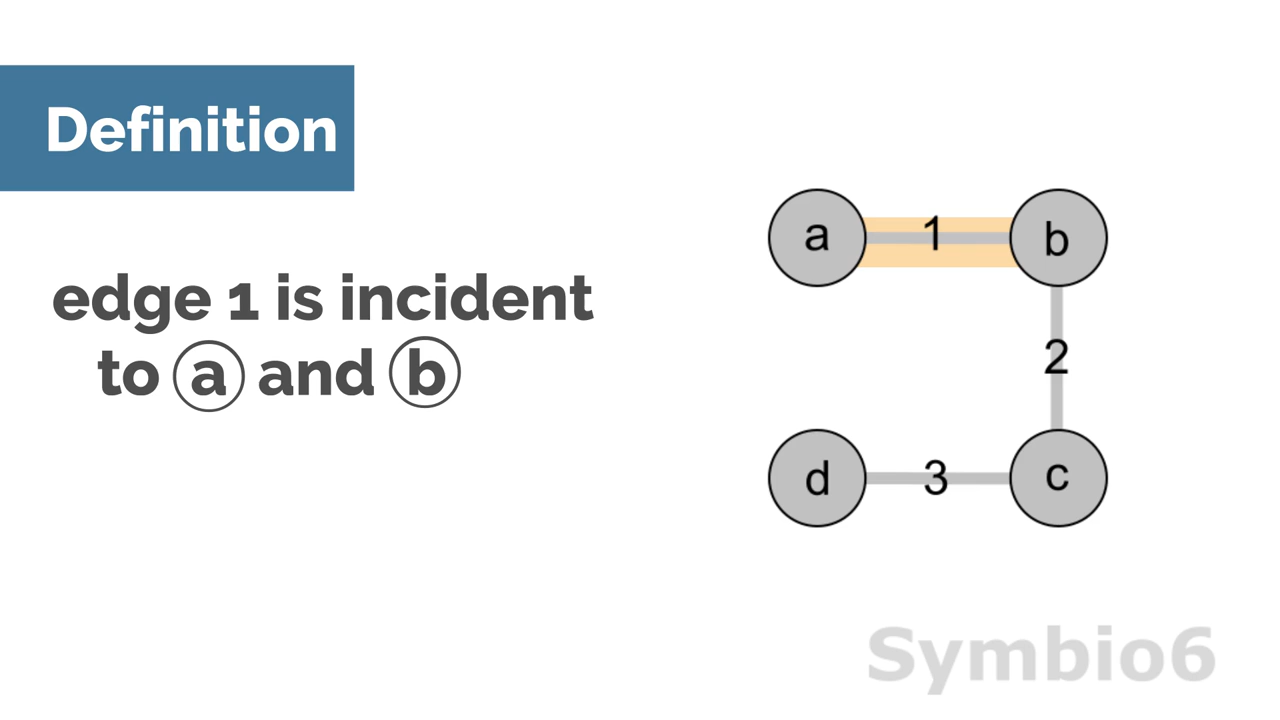 Definition
edge 1 is incident
to a and b
a 1 b
2
d 3 c
Symbio6